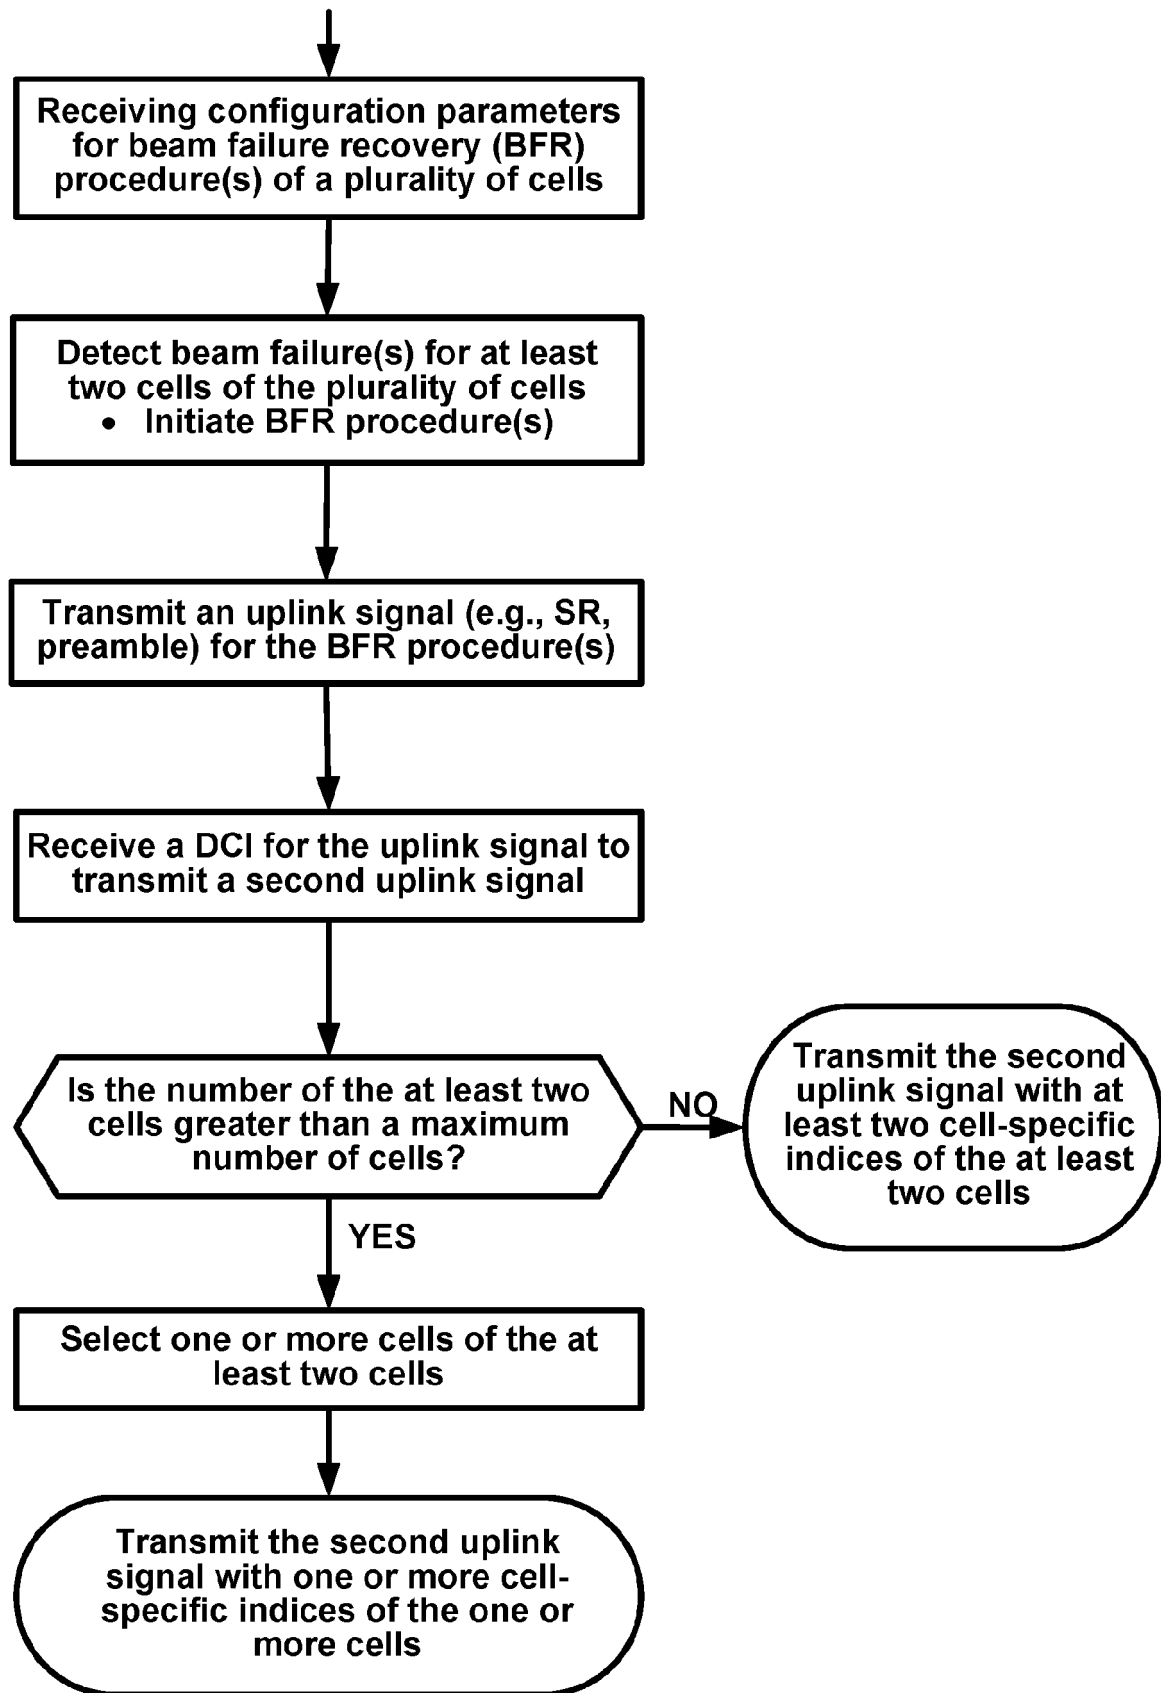 Receiving configuration parameters
for beam failure recovery (BFR)
procedure(s) of a plurality of cells
Detect beam failure(s) for at least
two cells of the plurality of cells
• Initiate BFR procedure(s)
Transmit an uplink signal (e.g., SR,
preamble) for the BFR procedure(s)
Receive a DCI for the uplink signal to
transmit a second uplink signal
Is the number of the at least two
cells greater than a maximum
number of cells?
NO
Transmit the second
uplink signal with at
least two cell-specific
indices of the at least
two cells
YES
Select one or more cells of the at
least two cells
Transmit the second uplink
signal with one or more cell-
specific indices of the one or
more cells